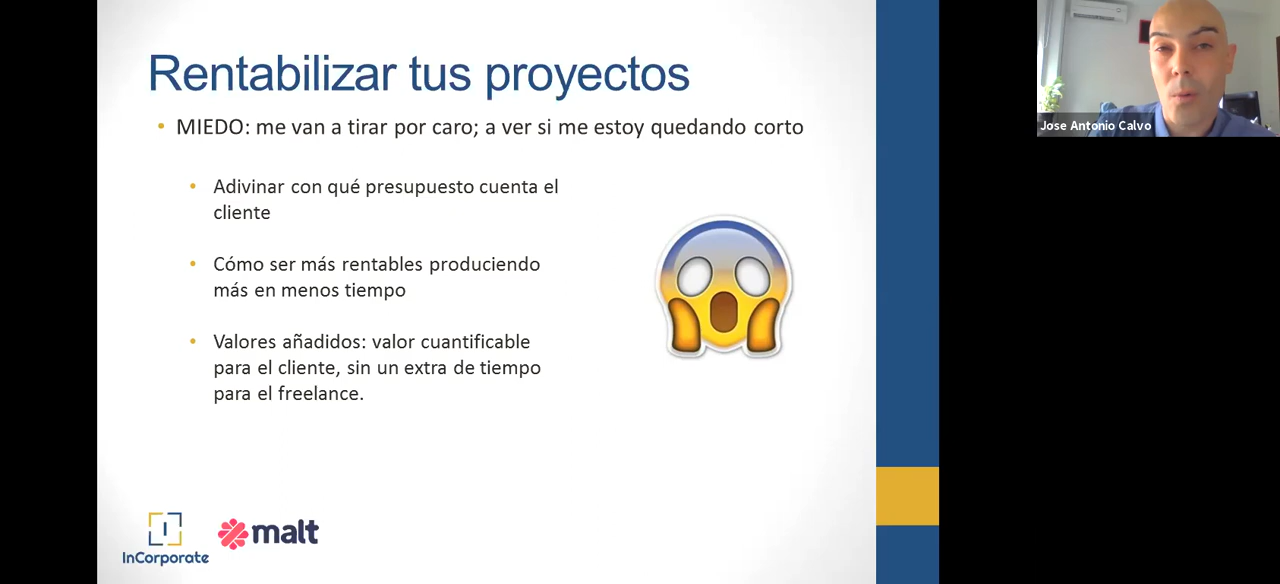 Rentabilizar tus proyectos
• MIEDO: me van a tirar por caro; a ver si me estoy quedando corto
• Adivinar con qué presupuesto cuenta el
cliente
• Cómo ser más rentables produciendo
más en menos tiempo
• Valores añadidos: valor cuantificable
para el cliente, sin un extra de tiempo
para el freelance.
InCorporate
malt
Jose Antonio Calvo